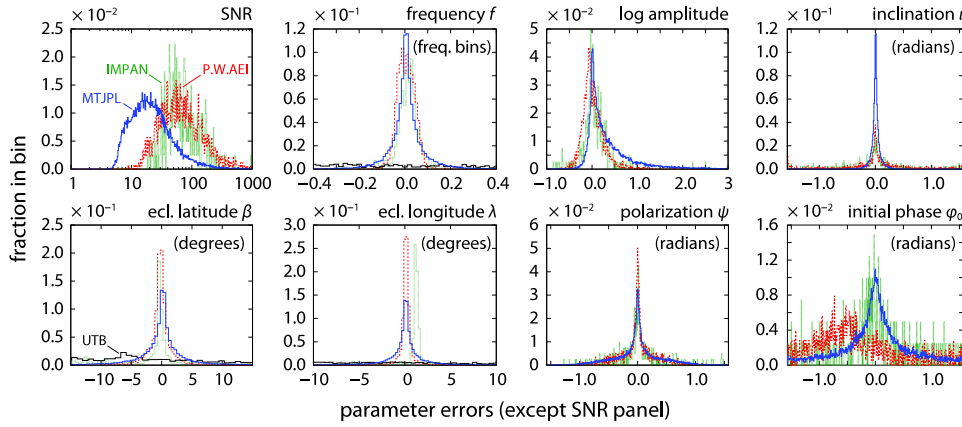 × 10⁻² SNR
2.5
2.0
1.5
1.0
0.5
0.0
1 10 100 1000
IMPAN
P.W.AEI
MTJPL
× 10⁻¹ frequency f
(freq. bins)
1.2
1.0
0.8
0.6
0.4
0.2
0.0
−0.4 −0.2 0.0 0.2 0.4
× 10⁻² log amplitude
5
4
3
2
0
−1.0 0.0 1.0 2.0 3
× 10⁻¹ inclination ι
(radians)
1.2
1.0
0.8
0.6
0.4
0.2
0.0
−1.0 0.0 1.0
fraction in bin
× 10⁻¹ ecl. latitude β
(degrees)
2.5
2.0
1.5
1.0
0.5
0.0
−10 −5 0 5 10
UTB
× 10⁻¹ ecl. longitude λ
(degrees)
3.0
2.5
2.0
1.5
1.0
0.5
0.0
−10 −5 0 5 10
× 10⁻² polarization ψ
(radians)
6
5
4
3
2
0
−1.0 0.0 1.0
× 10⁻² initial phase φ₀
(radians)
2.0
1.6
1.2
0.8
0.4
0.0
−1.0 0.0 1.0
parameter errors (except SNR panel)